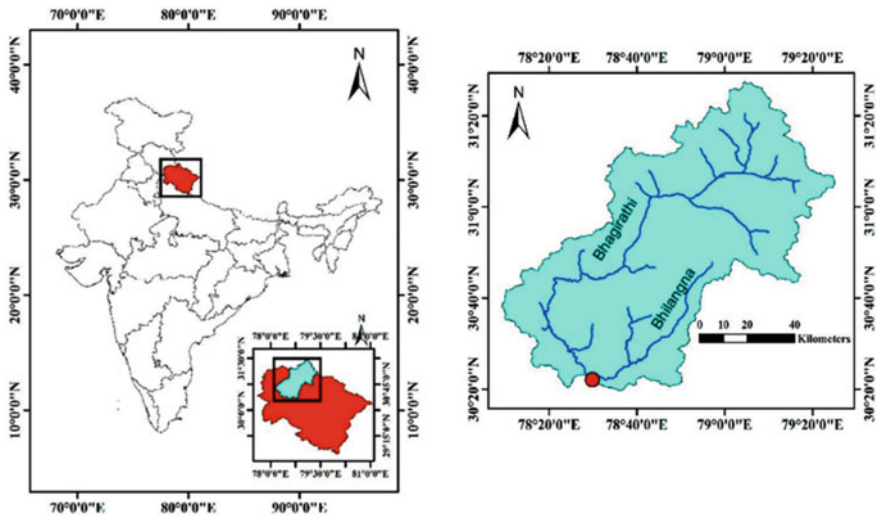 70°0'0"E 80°0'0"E 90°0'0"E
N
40°0'0"N 40°0'0"N
30°0'0"N 30°0'0"N
20°0'0"N 20°0'0"N
10°0'0"N 10°0'0"N
70°0'0"E 80°0'0"E 90°0'0"E
N
78°0'0"E 79°30'0"E
30°0'0"N
29°15'0"N
78°0'0"E 79°30'0"E 81°0'0"E
78°20'0"E 78°40'0"E 79°0'0"E 79°20'0"E
N
31°20'0"N 31°20'0"N
31°0'0"N 31°0'0"N
Bhagirathi
Bhilangna
30°40'0"N 30°40'0"N
0 10 20 40
Kilometers
30°20'0"N 30°20'0"N
78°20'0"E 78°40'0"E 79°0'0"E 79°20'0"E